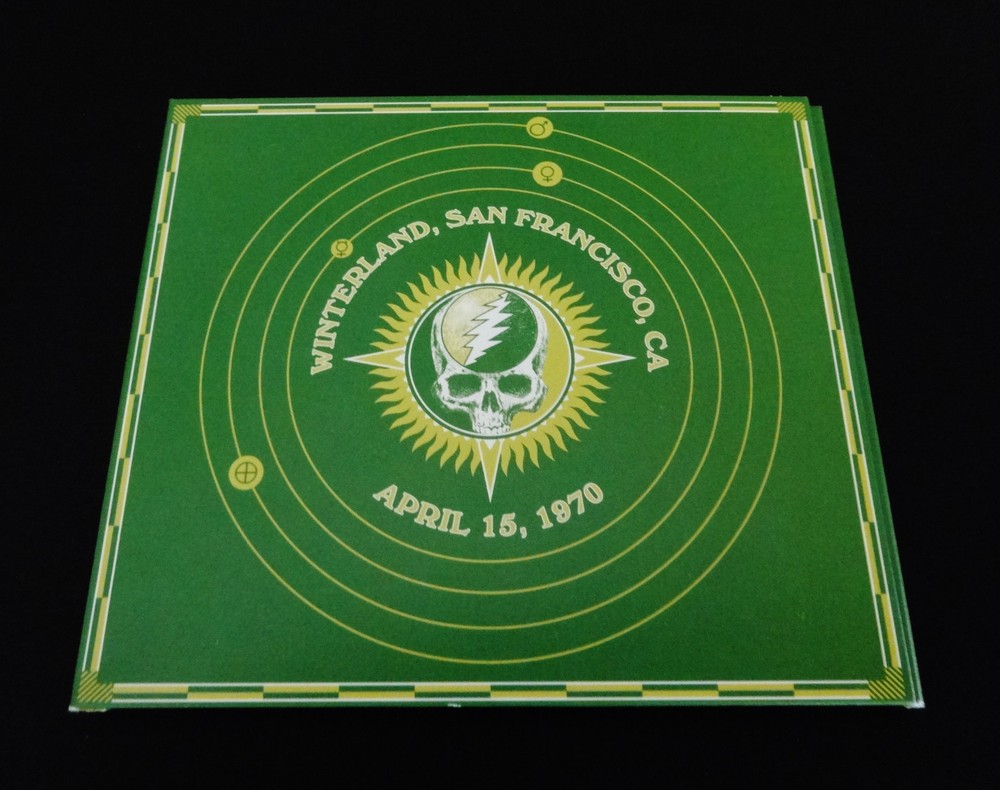 WINTERLAND, SAN FRANCISCO, CA
APRIL 15, 1970